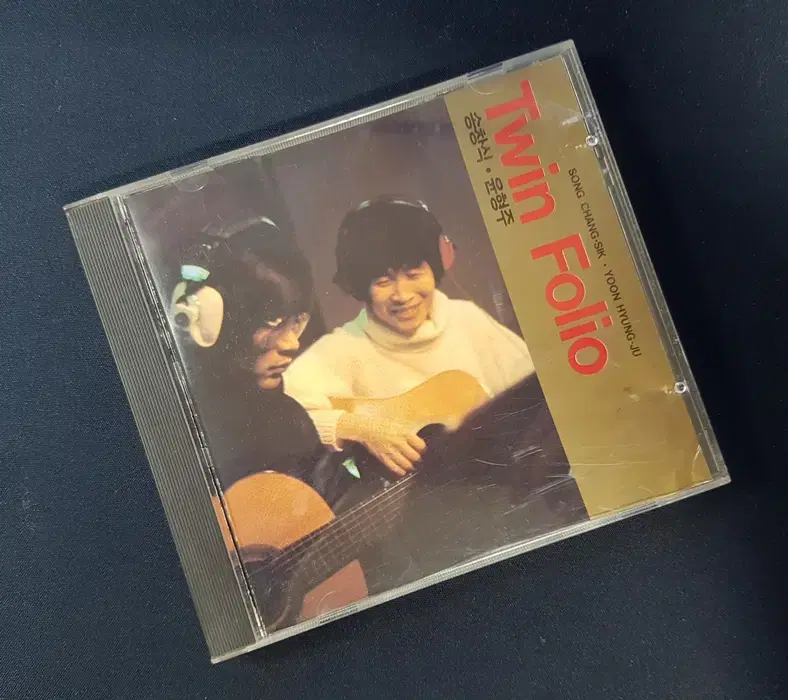 SONG CHANG-SIK · YOON HYUNG-JU
Twin Folio
송창식 · 윤형주